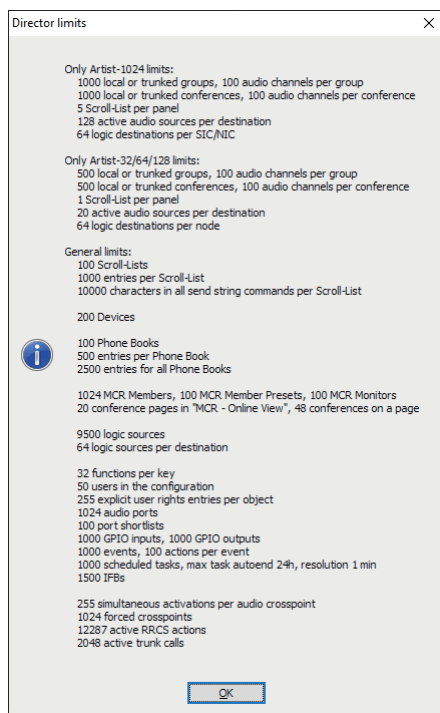 Director limits
Only Artist-1024 limits:
1000 local or trunked groups, 100 audio channels per group
1000 local or trunked conferences, 100 audio channels per conference
5 Scroll-List per panel
128 active audio sources per destination
64 logic destinations per SIC/NIC
Only Artist-32/64/128 limits:
500 local or trunked groups, 100 audio channels per group
500 local or trunked conferences, 100 audio channels per conference
1 Scroll-List per panel
20 active audio sources per destination
64 logic destinations per node
General limits:
100 Scroll-Lists
1000 entries per Scroll-List
10000 characters in all send string commands per Scroll-List
200 Devices
100 Phone Books
500 entries per Phone Book
2500 entries for all Phone Books
1024 MCR Members, 100 MCR Member Presets, 100 MCR Monitors
20 conference pages in "MCR - Online View", 48 conferences on a page
9500 logic sources
64 logic sources per destination
32 functions per key
50 users in the configuration
255 explicit user rights entries per object
1024 audio ports
100 port shortlists
1000 GPIO inputs, 1000 GPIO outputs
1000 events, 100 actions per event
1000 scheduled tasks, max task autoend 24h, resolution 1 min
1500 IFBs
255 simultaneous activations per audio crosspoint
1024 forced crosspoints
12287 active RRCS actions
2048 active trunk calls
OK